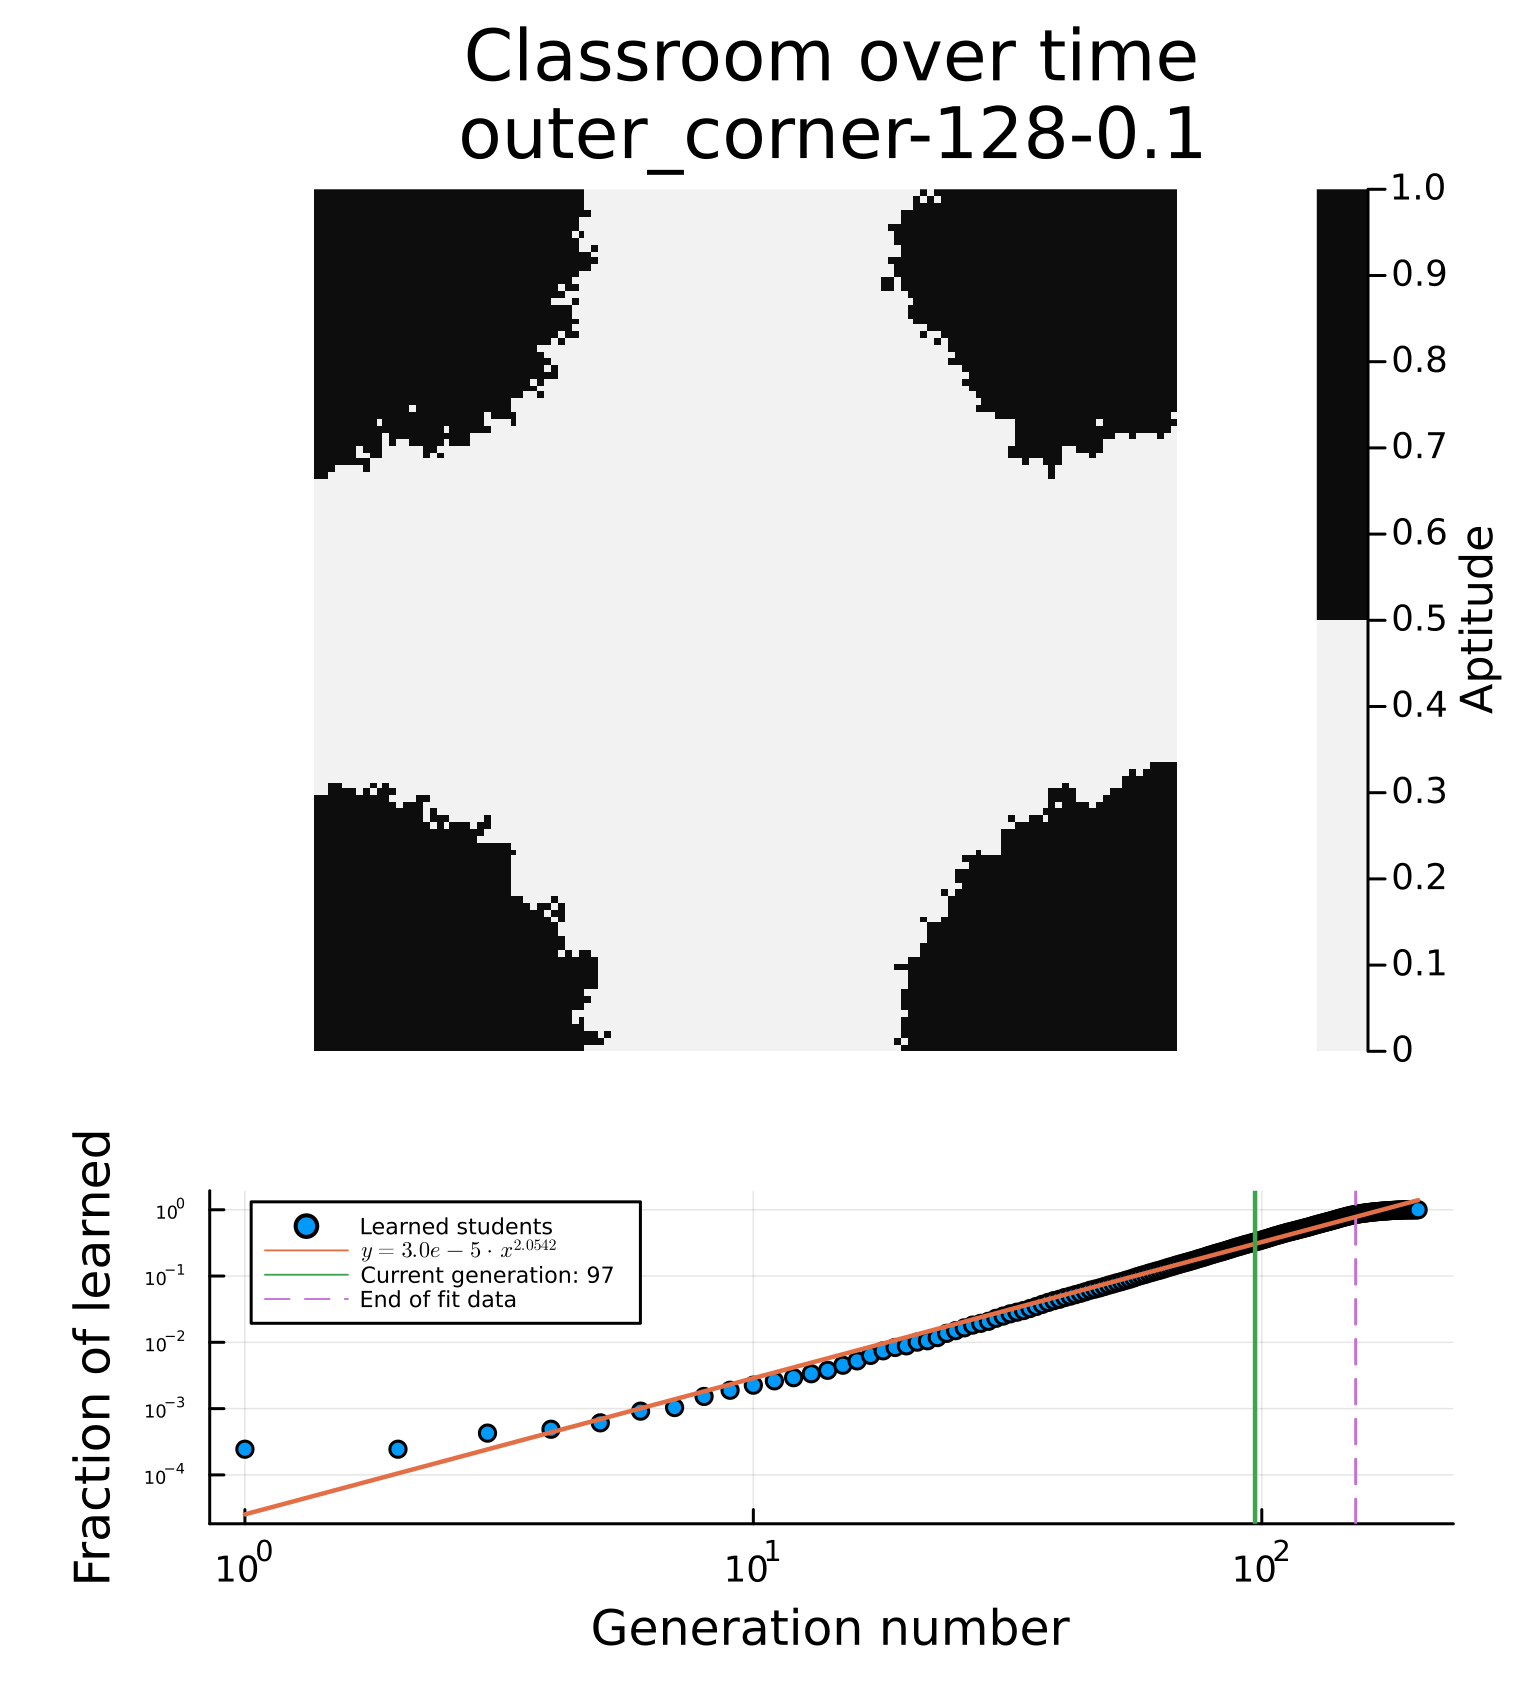 Classroom over time
outer_corner-128-0.1
1.0
0.9
0.8
0.7
0.6
0.5
0.4
0.3
0.2
0.1
0
Aptitude
Fraction of learned
10^0
10^-1
10^-2
10^-3
10^-4
Learned students
y = 3.0e − 5 · x^2.0542
Current generation: 97
End of fit data
10^0
10^1
10^2
Generation number